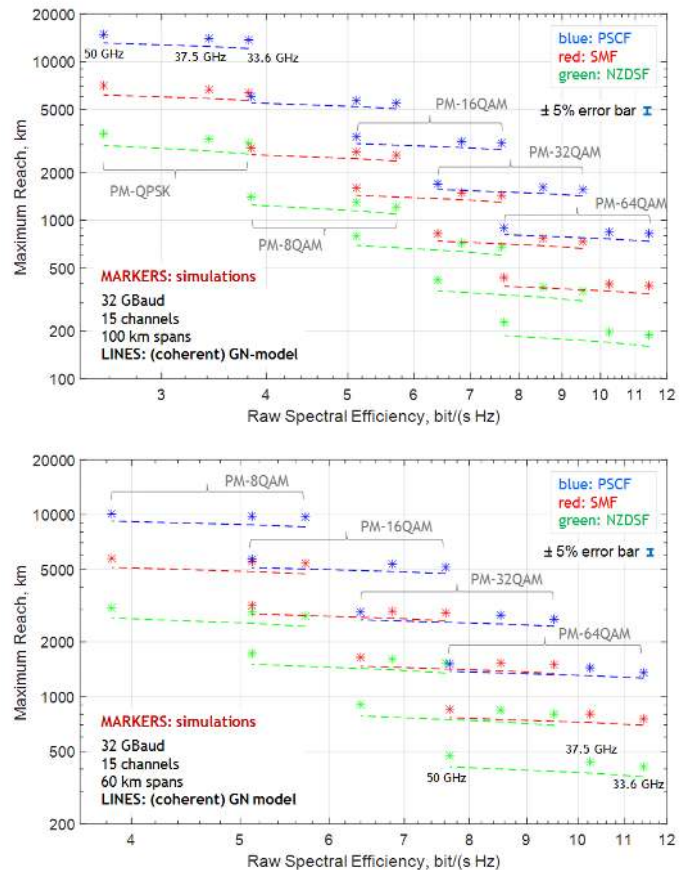 20000
10000
5000
2000
1000
500
200
100
Maximum Reach, km
50 GHz
37.5 GHz
33.6 GHz
blue: PSCF
red: SMF
green: NZDSF
± 5% error bar
PM-16QAM
PM-32QAM
PM-64QAM
PM-QPSK
PM-8QAM
MARKERS: simulations
32 GBaud
15 channels
100 km spans
LINES: (coherent) GN-model
3 4 5 6 7 8 9 10 11 12
Raw Spectral Efficiency, bit/(s Hz)
20000
10000
5000
2000
1000
500
200
Maximum Reach, km
PM-8QAM
PM-16QAM
PM-32QAM
PM-64QAM
blue: PSCF
red: SMF
green: NZDSF
± 5% error bar
MARKERS: simulations
32 GBaud
15 channels
60 km spans
LINES: (coherent) GN model
50 GHz
37.5 GHz
33.6 GHz
4 5 6 7 8 9 10 11 12
Raw Spectral Efficiency, bit/(s Hz)